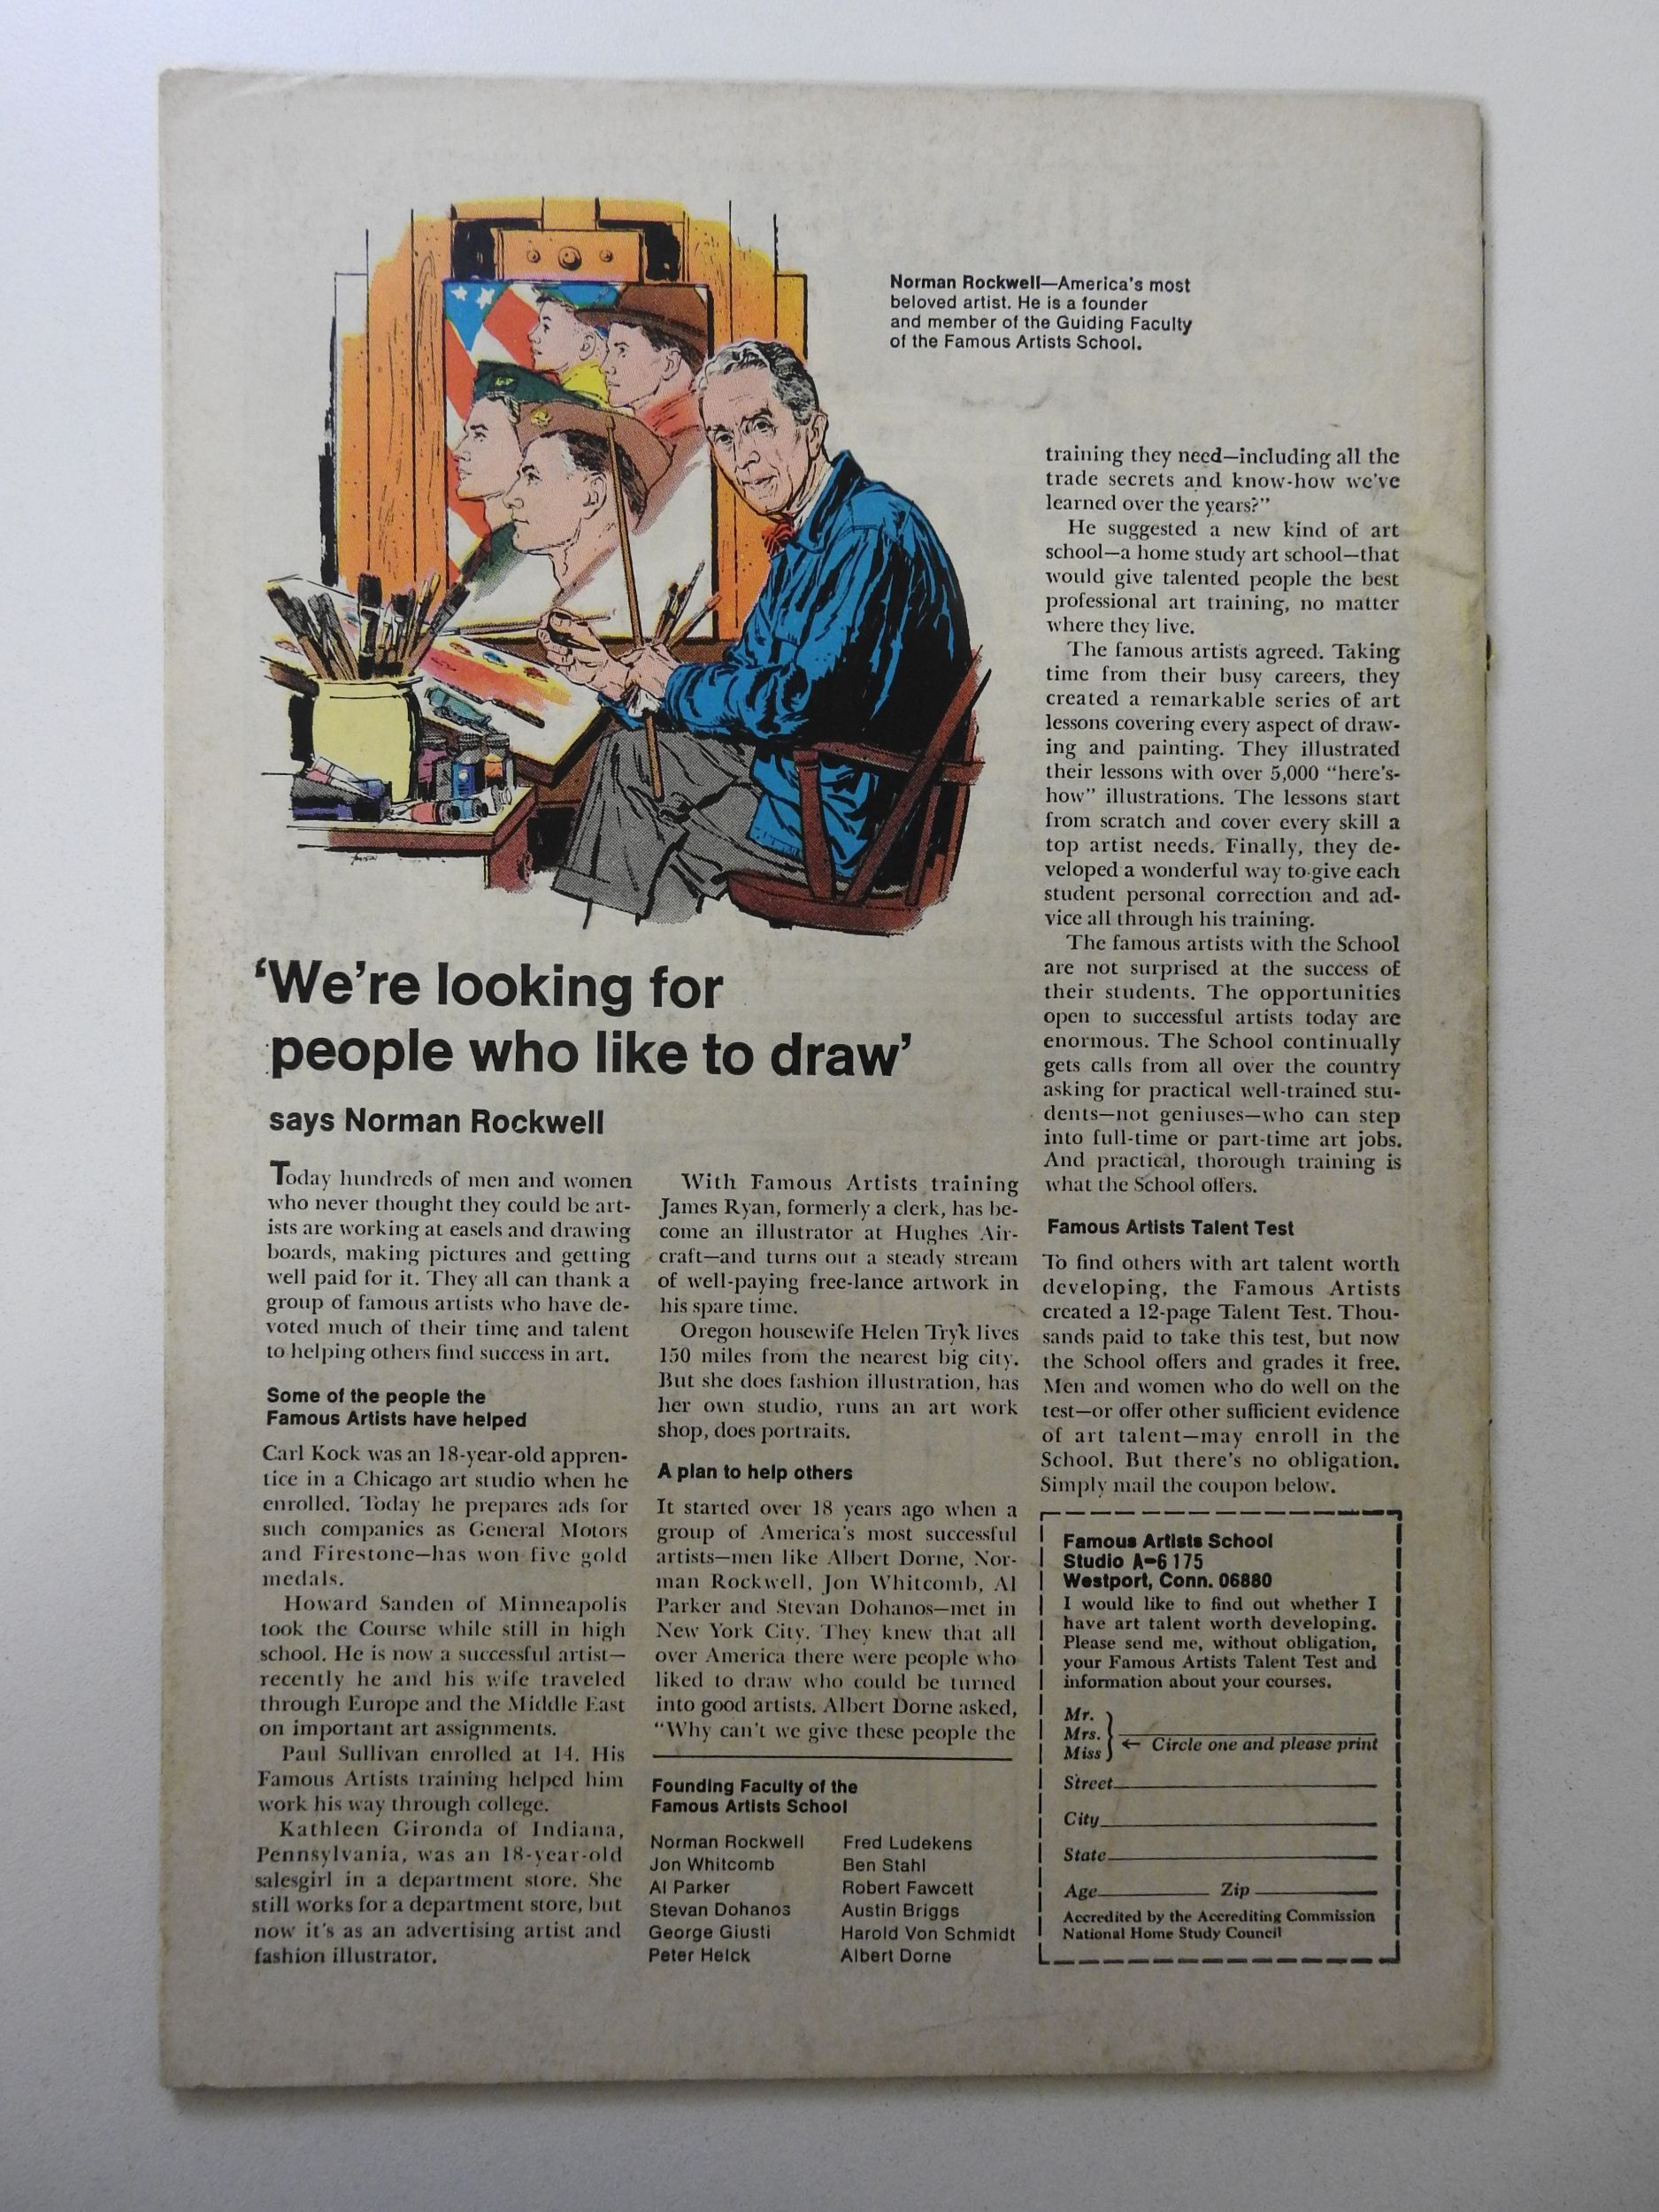 Norman Rockwell—America's most
beloved artist. He is a founder
and member of the Guiding Faculty
of the Famous Artists School.
'We're looking for
people who like to draw'
says Norman Rockwell
Today hundreds of men and women
who never thought they could be art-
ists are working at easels and drawing
boards, making pictures and getting
well paid for it. They all can thank a
group of famous artists who have de-
voted much of their time and talent
to helping others find success in art.
Some of the people the
Famous Artists have helped
Carl Kock was an 18-year-old appren-
tice in a Chicago art studio when he
enrolled. Today he prepares ads for
such companies as General Motors
and Firestone—has won five gold
medals.
Howard Sanden of Minneapolis
took the Course while still in high
school. He is now a successful artist—
recently he and his wife traveled
through Europe and the Middle East
on important art assignments.
Paul Sullivan enrolled at 14. His
Famous Artists training helped him
work his way through college.
Kathleen Gironda of Indiana,
Pennsylvania, was an 18-year-old
salesgirl in a department store. She
still works for a department store, but
now it's as an advertising artist and
fashion illustrator.
With Famous Artists training
James Ryan, formerly a clerk, has be-
come an illustrator at Hughes Air-
craft—and turns out a steady stream
of well-paying free-lance artwork in
his spare time.
Oregon housewife Helen Tryk lives
150 miles from the nearest big city.
But she does fashion illustration, has
her own studio, runs an art work
shop, does portraits.
A plan to help others
It started over 18 years ago when a
group of America's most successful
artists—men like Albert Dorne, Nor-
man Rockwell, Jon Whitcomb, Al
Parker and Stevan Dohanos—met in
New York City. They knew that all
over America there were people who
liked to draw who could be turned
into good artists. Albert Dorne asked,
"Why can't we give these people the
Founding Faculty of the
Famous Artists School
Norman Rockwell
Jon Whitcomb
Al Parker
Stevan Dohanos
George Giusti
Peter Helck
Fred Ludekens
Ben Stahl
Robert Fawcett
Austin Briggs
Harold Von Schmidt
Albert Dorne
training they need—including all the
trade secrets and know-how we've
learned over the years?"
He suggested a new kind of art
school—a home study art school—that
would give talented people the best
professional art training, no matter
where they live.
The famous artists agreed. Taking
time from their busy careers, they
created a remarkable series of art
lessons covering every aspect of draw-
ing and painting. They illustrated
their lessons with over 5,000 "here's-
how" illustrations. The lessons start
from scratch and cover every skill a
top artist needs. Finally, they de-
veloped a wonderful way to give each
student personal correction and ad-
vice all through his training.
The famous artists with the School
are not surprised at the success of
their students. The opportunities
open to successful artists today are
enormous. The School continually
gets calls from all over the country
asking for practical well-trained stu-
dents—not geniuses—who can step
into full-time or part-time art jobs.
And practical, thorough training is
what the School offers.
Famous Artists Talent Test
To find others with art talent worth
developing, the Famous Artists
created a 12-page Talent Test. Thou-
sands paid to take this test, but now
the School offers and grades it free.
Men and women who do well on the
test—or offer other sufficient evidence
of art talent—may enroll in the
School. But there's no obligation.
Simply mail the coupon below.
Famous Artists School
Studio A-6175
Westport, Conn. 06880
I would like to find out whether I
have art talent worth developing.
Please send me, without obligation,
your Famous Artists Talent Test and
information about your courses.
Mr.
Mrs.
Miss
← Circle one and please print
Street
City
State
Age Zip
Accredited by the Accrediting Commission
National Home Study Council